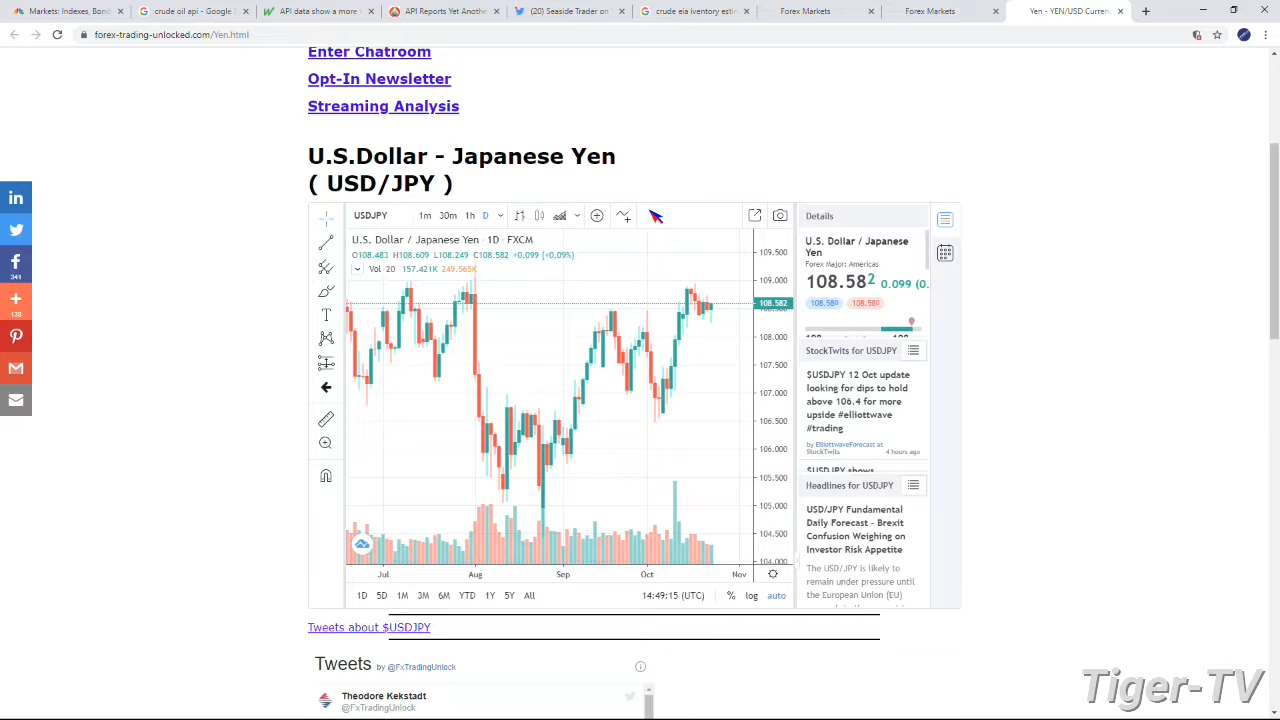 Markets: Indexes, Bond
crude oil api -
API data show a more
API Reports Yet Anothe
(20) Seaside Trader on
crude eia iventory estim
Forex Markets
Forex Markets
Yen - YEN/USD Curren
forex-trading-unlocked.com/Yen.html
Enter Chatroom
Opt-In Newsletter
Streaming Analysis
U.S.Dollar - Japanese Yen
( USD/JPY )
341
138
USDJPY 1m 30m 1h D
U.S. Dollar / Japanese Yen · 1D · FXCM
O108.483 H108.609 L108.249 C108.582 +0.099 (+0.09%)
Vol 20 157.421K 249.565K
109.500
109.000
108.582
108.000
107.500
107.000
106.500
106.000
105.500
105.000
104.500
104.000
Jul Aug Sep Oct Nov
1D 5D 1M 3M 6M YTD 1Y 5Y All 14:49:15 (UTC) % log auto
Details
U.S. Dollar / Japanese
Yen
Forex Major: Americas
108.582 0.099 (0.
108.580 108.580
StockTwits for USDJPY
$USDJPY 12 Oct update
looking for dips to hold
above 106.4 for more
upside #elliottwave
#trading
by ElliottwaveForecast at
StockTwits 4 hours ago
$USDJPY shows
Headlines for USDJPY
USD/JPY Fundamental
Daily Forecast - Brexit
Confusion Weighing on
Investor Risk Appetite
The USD/JPY is likely to
remain under pressure until
the European Union (EU)
Tweets about $USDJPY
Tweets by @FxTradingUnlock
Theodore Kekstadt
@FxTradingUnlock
Tiger-TV